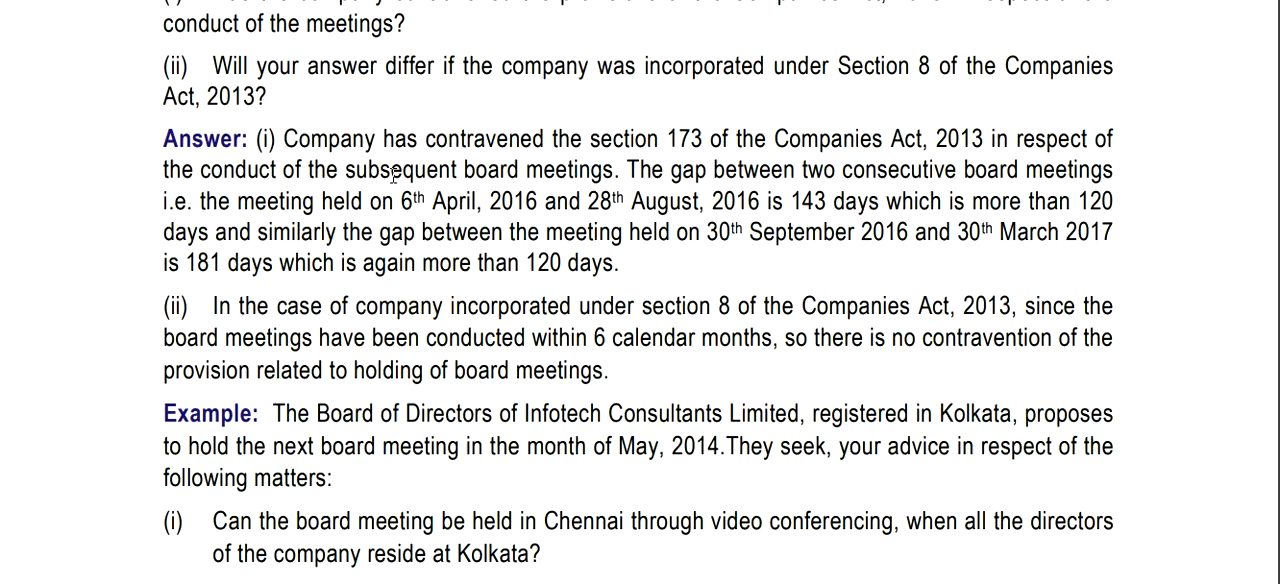 conduct of the meetings?
(ii) Will your answer differ if the company was incorporated under Section 8 of the Companies
Act, 2013?
Answer: (i) Company has contravened the section 173 of the Companies Act, 2013 in respect of
the conduct of the subsequent board meetings. The gap between two consecutive board meetings
i.e. the meeting held on 6th April, 2016 and 28th August, 2016 is 143 days which is more than 120
days and similarly the gap between the meeting held on 30th September 2016 and 30th March 2017
is 181 days which is again more than 120 days.
(ii) In the case of company incorporated under section 8 of the Companies Act, 2013, since the
board meetings have been conducted within 6 calendar months, so there is no contravention of the
provision related to holding of board meetings.
Example: The Board of Directors of Infotech Consultants Limited, registered in Kolkata, proposes
to hold the next board meeting in the month of May, 2014.They seek, your advice in respect of the
following matters:
(i) Can the board meeting be held in Chennai through video conferencing, when all the directors
of the company reside at Kolkata?